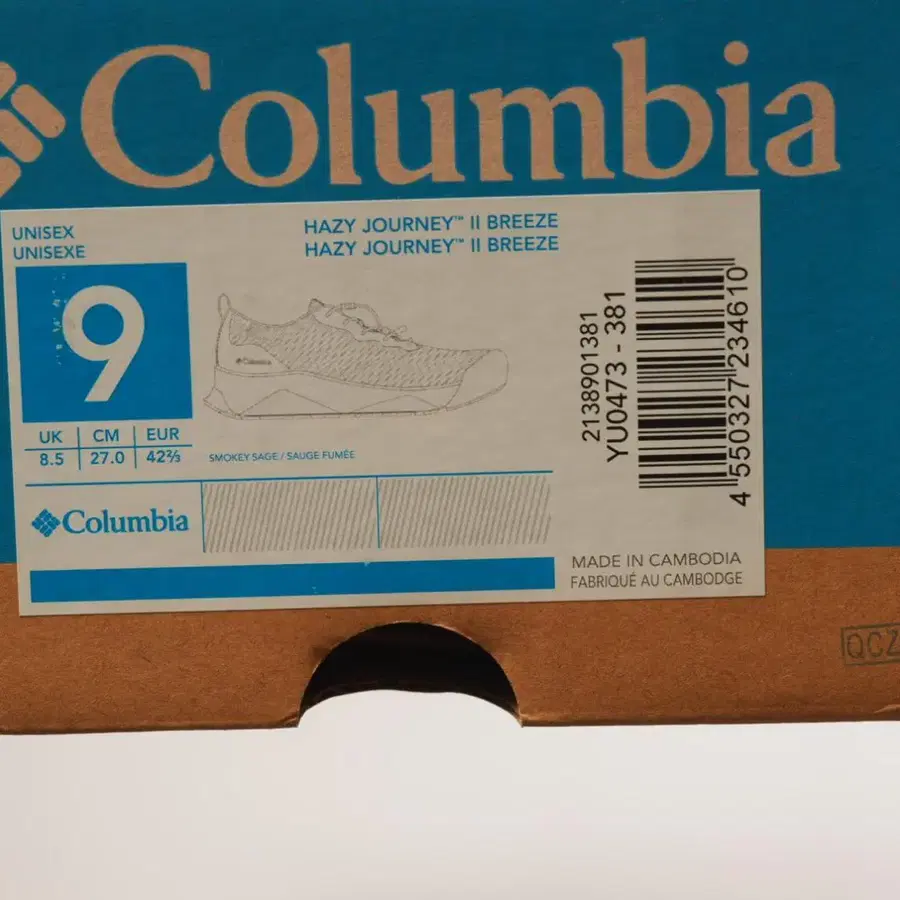 Columbia
UNISEX
UNISEXE
HAZY JOURNEY™ II BREEZE
HAZY JOURNEY™ II BREEZE
9
UK CM EUR
8.5 27.0 42⅔
Columbia
SMOKEY SAGE / SAUGE FUMÉE
Columbia
2138901381
YU0473 - 381
4 550327 234610
MADE IN CAMBODIA
FABRIQUÉ AU CAMBODGE